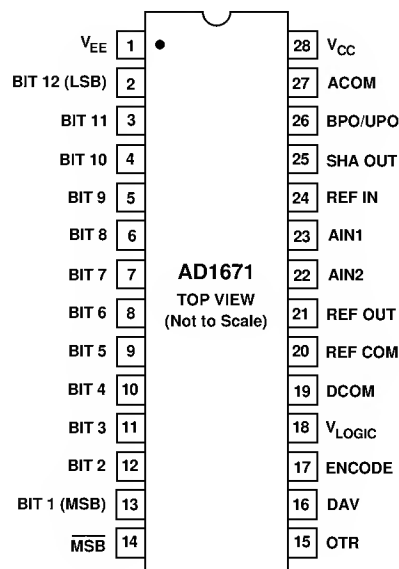 VEE 1 28 VCC
BIT 12 (LSB) 2 27 ACOM
BIT 11 3 26 BPO/UPO
BIT 10 4 25 SHA OUT
BIT 9 5 24 REF IN
BIT 8 6 23 AIN1
BIT 7 7 22 AIN2
AD1671
TOP VIEW
(Not to Scale)
BIT 6 8 21 REF OUT
BIT 5 9 20 REF COM
BIT 4 10 19 DCOM
BIT 3 11 18 VLOGIC
BIT 2 12 17 ENCODE
BIT 1 (MSB) 13 16 DAV
MSB 14 15 OTR